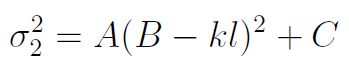 σ₂² = A(B − kl)² + C